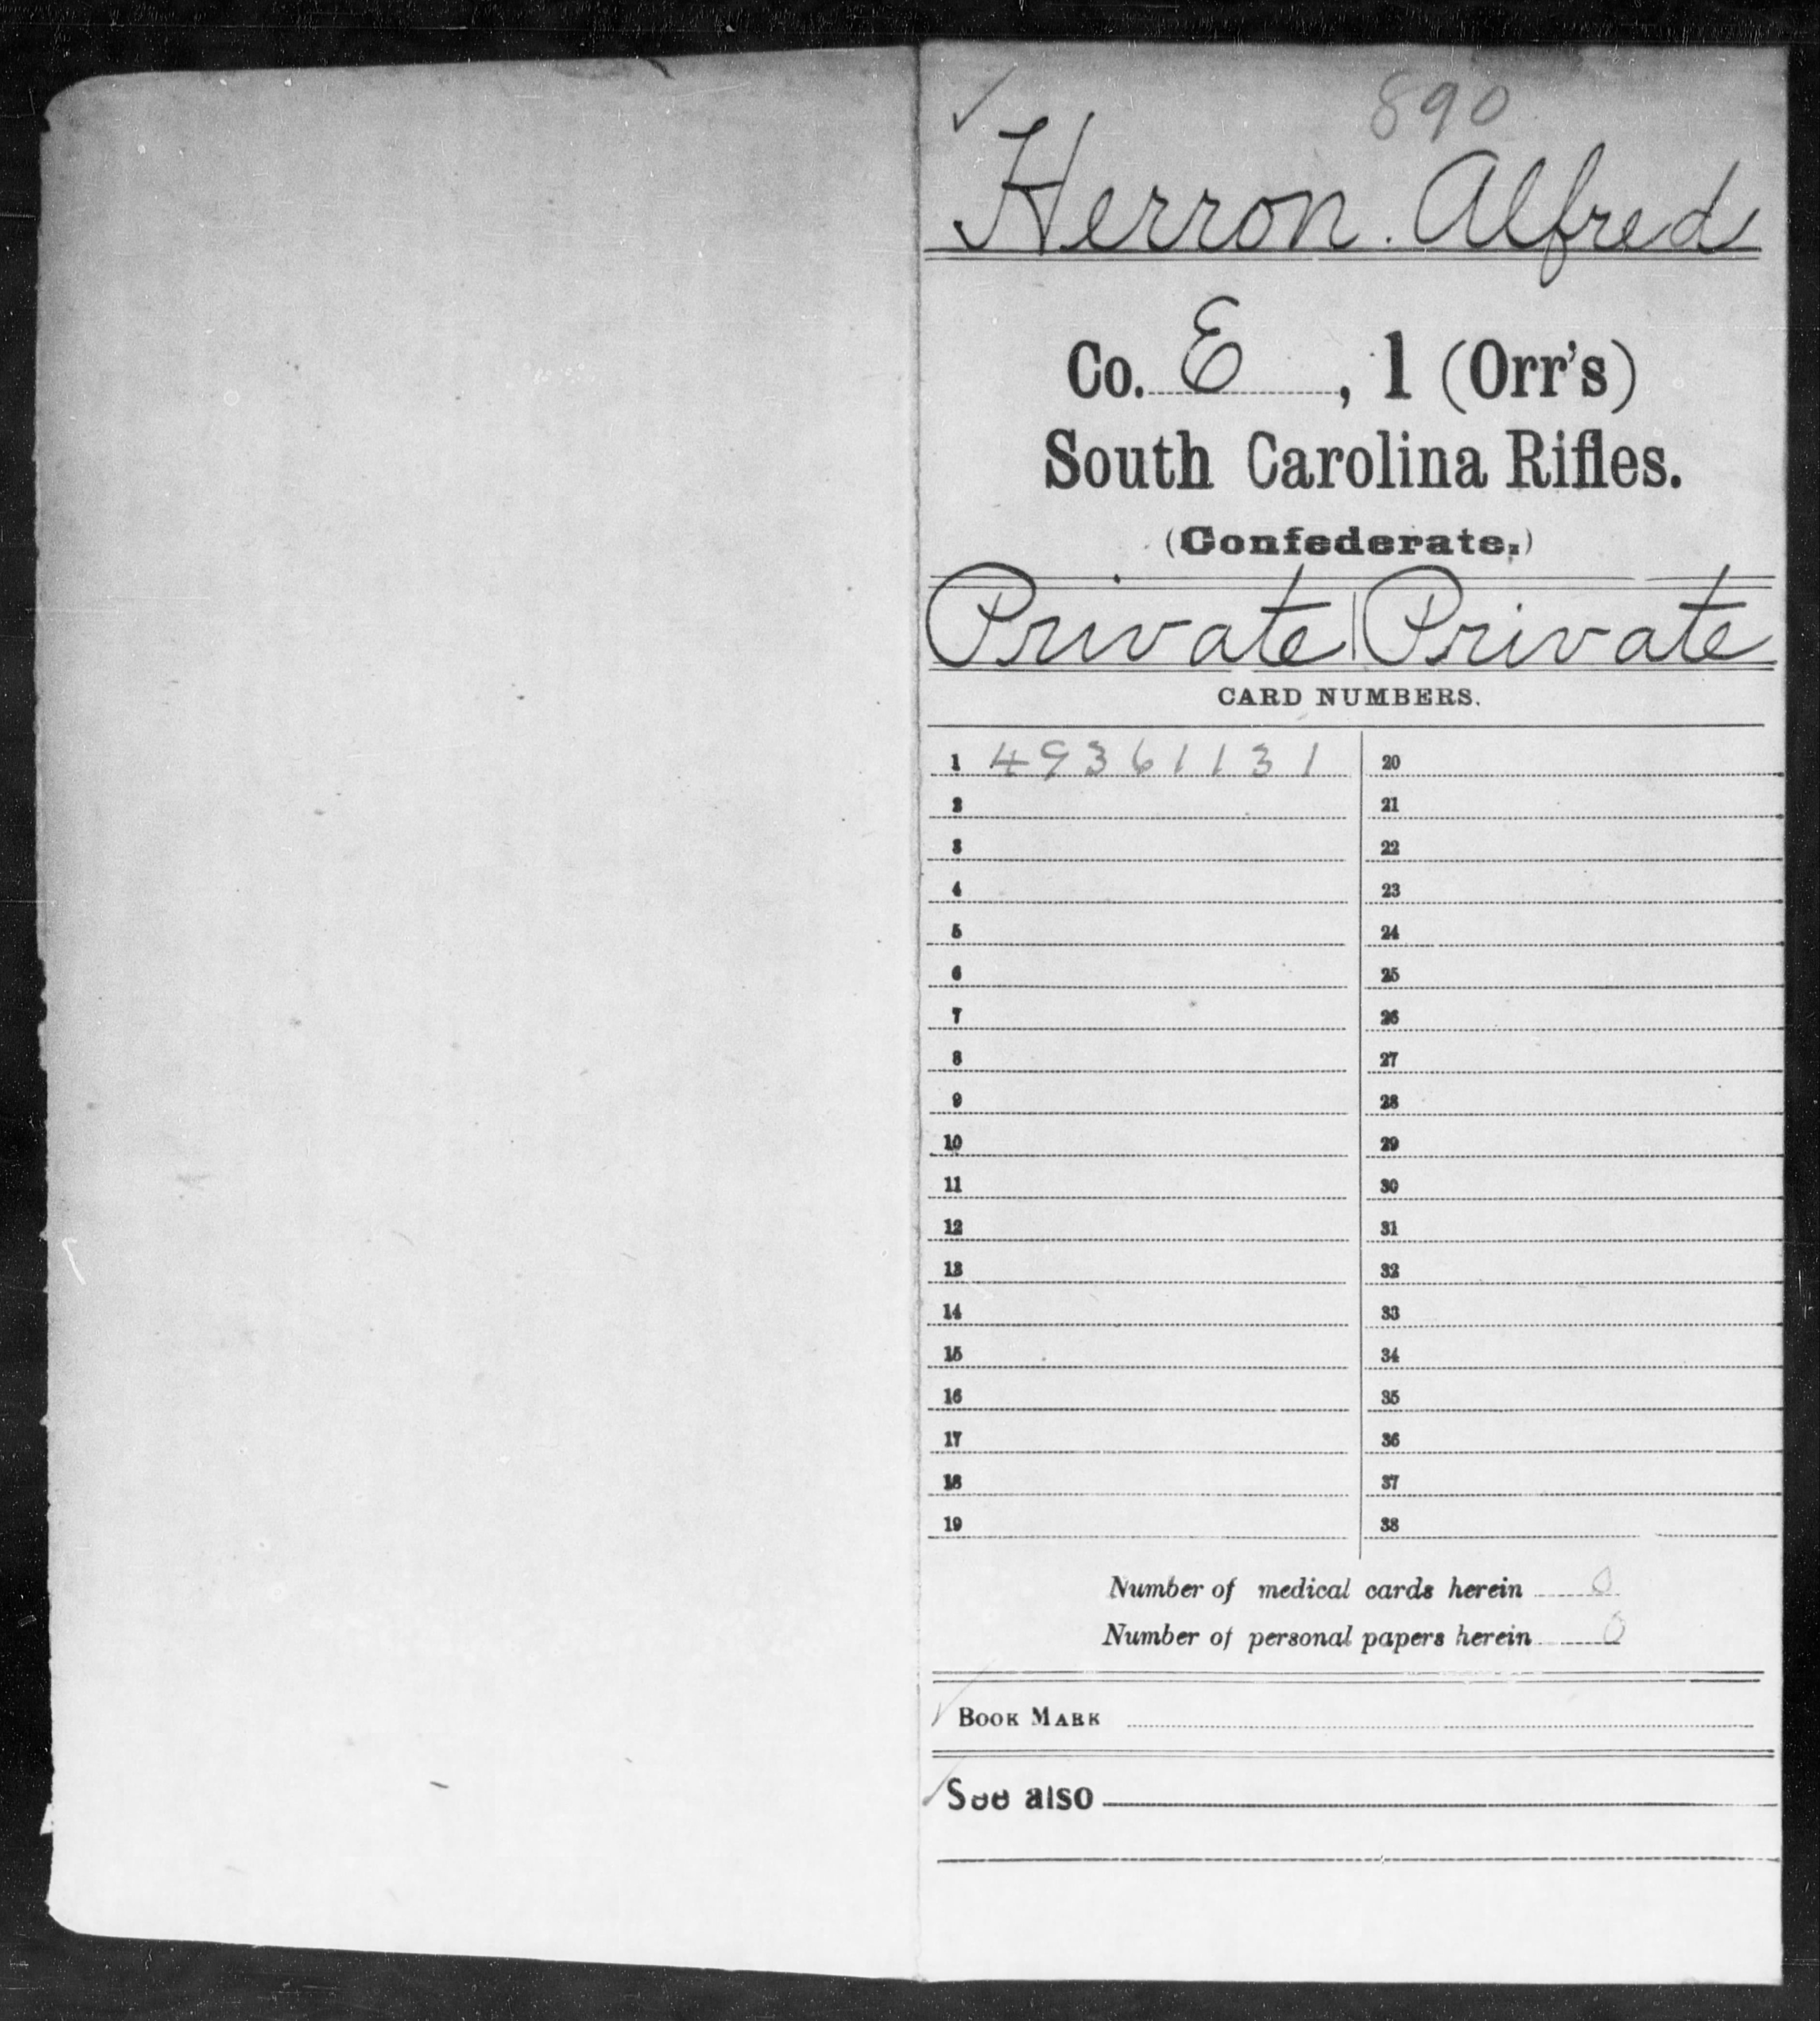 890
Herron. Alfred
Co. E, 1 (Orr's)
South Carolina Rifles.
(Confederate.)
Private | Private
CARD NUMBERS.
1 49361131 20
2 21
3 22
4 23
5 24
6 25
7 26
8 27
9 28
10 29
11 30
12 31
13 32
14 33
15 34
16 35
17 36
18 37
19 38
Number of medical cards herein 0
Number of personal papers herein 0
BOOK MARK
See also